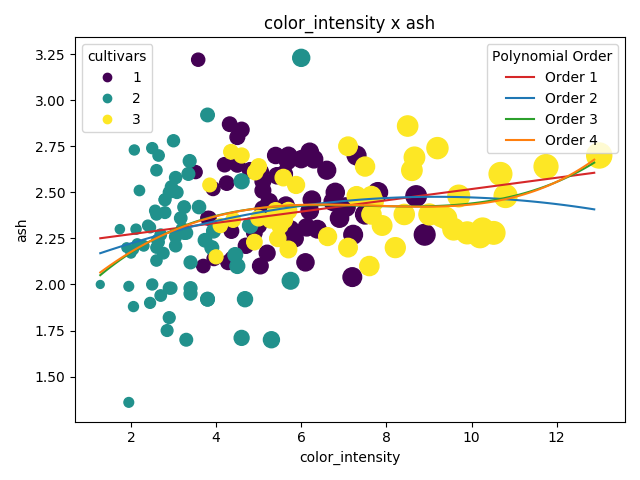 color_intensity x ash
cultivars
1
2
3
Polynomial Order
Order 1
Order 2
Order 3
Order 4
ash
3.25
3.00
2.75
2.50
2.25
2.00
1.75
1.50
2 4 6 8 10 12
color_intensity